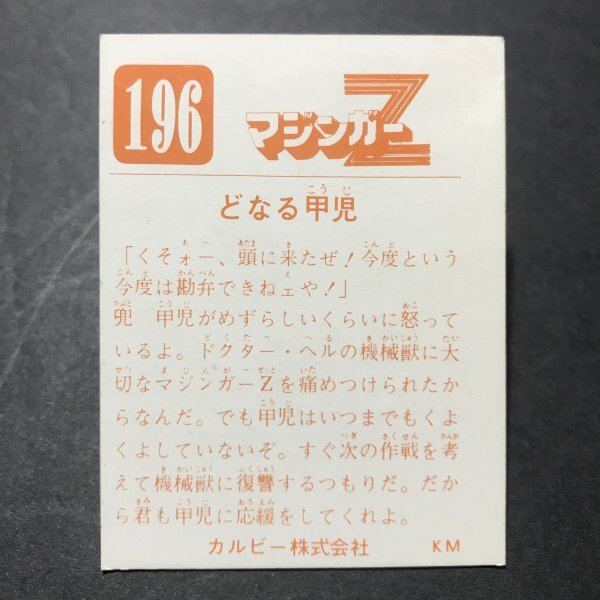 196
マジンガーZ
どなる甲児
「くそォー、頭に来たぜ！今度という
今度は勘弁できねェや！」
兜　甲児がめずらしいくらいに怒って
いるよ。ドクター・ヘルの機械獣に大
切なマジンガーZを痛めつけられたか
らなんだ。でも甲児はいつまでもくよ
くよしていないぞ。すぐ次の作戦を考
えて機械獣に復讐するつもりだ。だか
ら君も甲児に応援をしてくれよ。
カルビー株式会社　KM